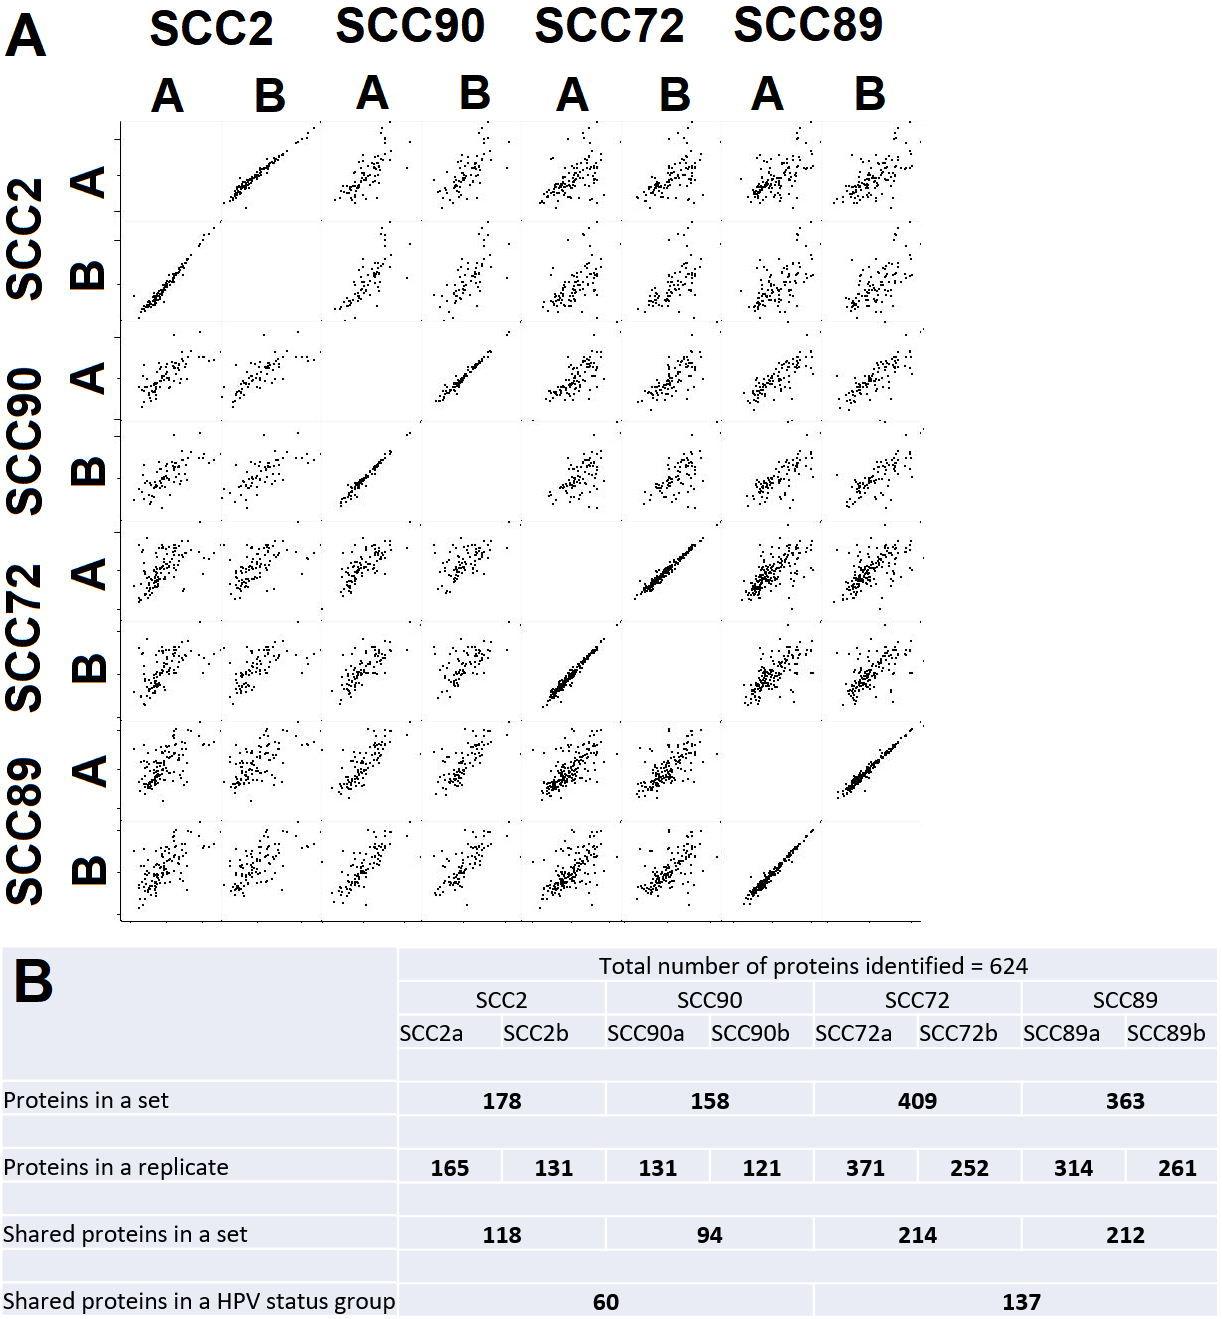 A
SCC2 SCC90 SCC72 SCC89
A B A B A B A B
SCC2
A
B
SCC90
A
B
SCC72
A
B
SCC89
A
B
B
Total number of proteins identified = 624
SCC2 SCC90 SCC72 SCC89
SCC2a SCC2b SCC90a SCC90b SCC72a SCC72b SCC89a SCC89b
Proteins in a set 178 158 409 363
Proteins in a replicate 165 131 131 121 371 252 314 261
Shared proteins in a set 118 94 214 212
Shared proteins in a HPV status group 60 137